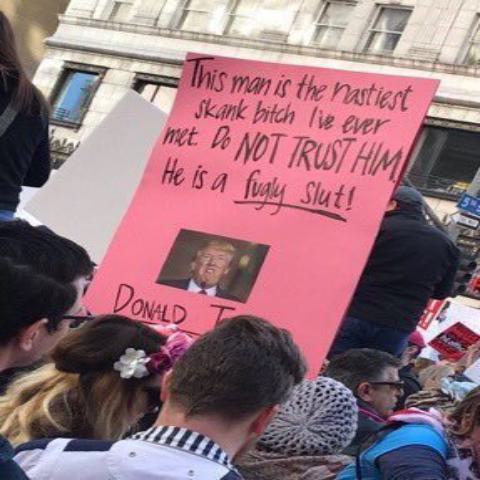 This man is the nastiest
skank bitch I've ever
met. Do NOT TRUST HIM.
He is a fugly slut!
DONALD T